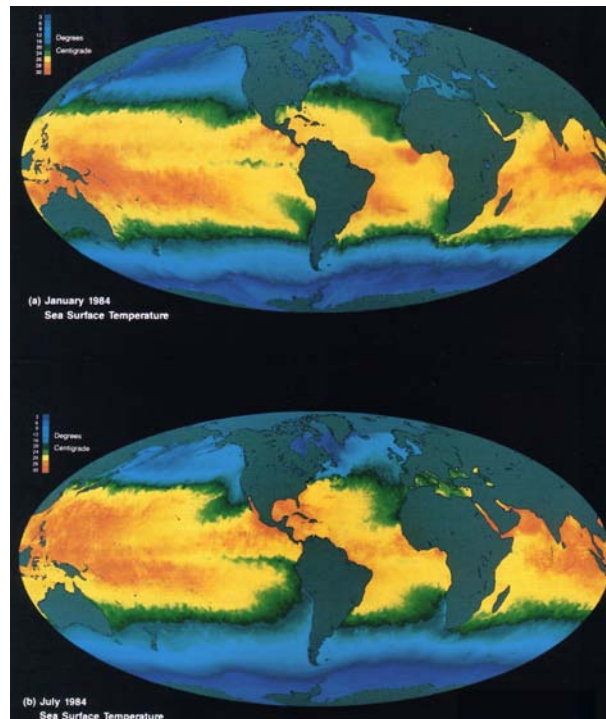 Degrees
Centigrade
(a) January 1984
Sea Surface Temperature
Degrees
Centigrade
(b) July 1984
Sea Surface Temperature